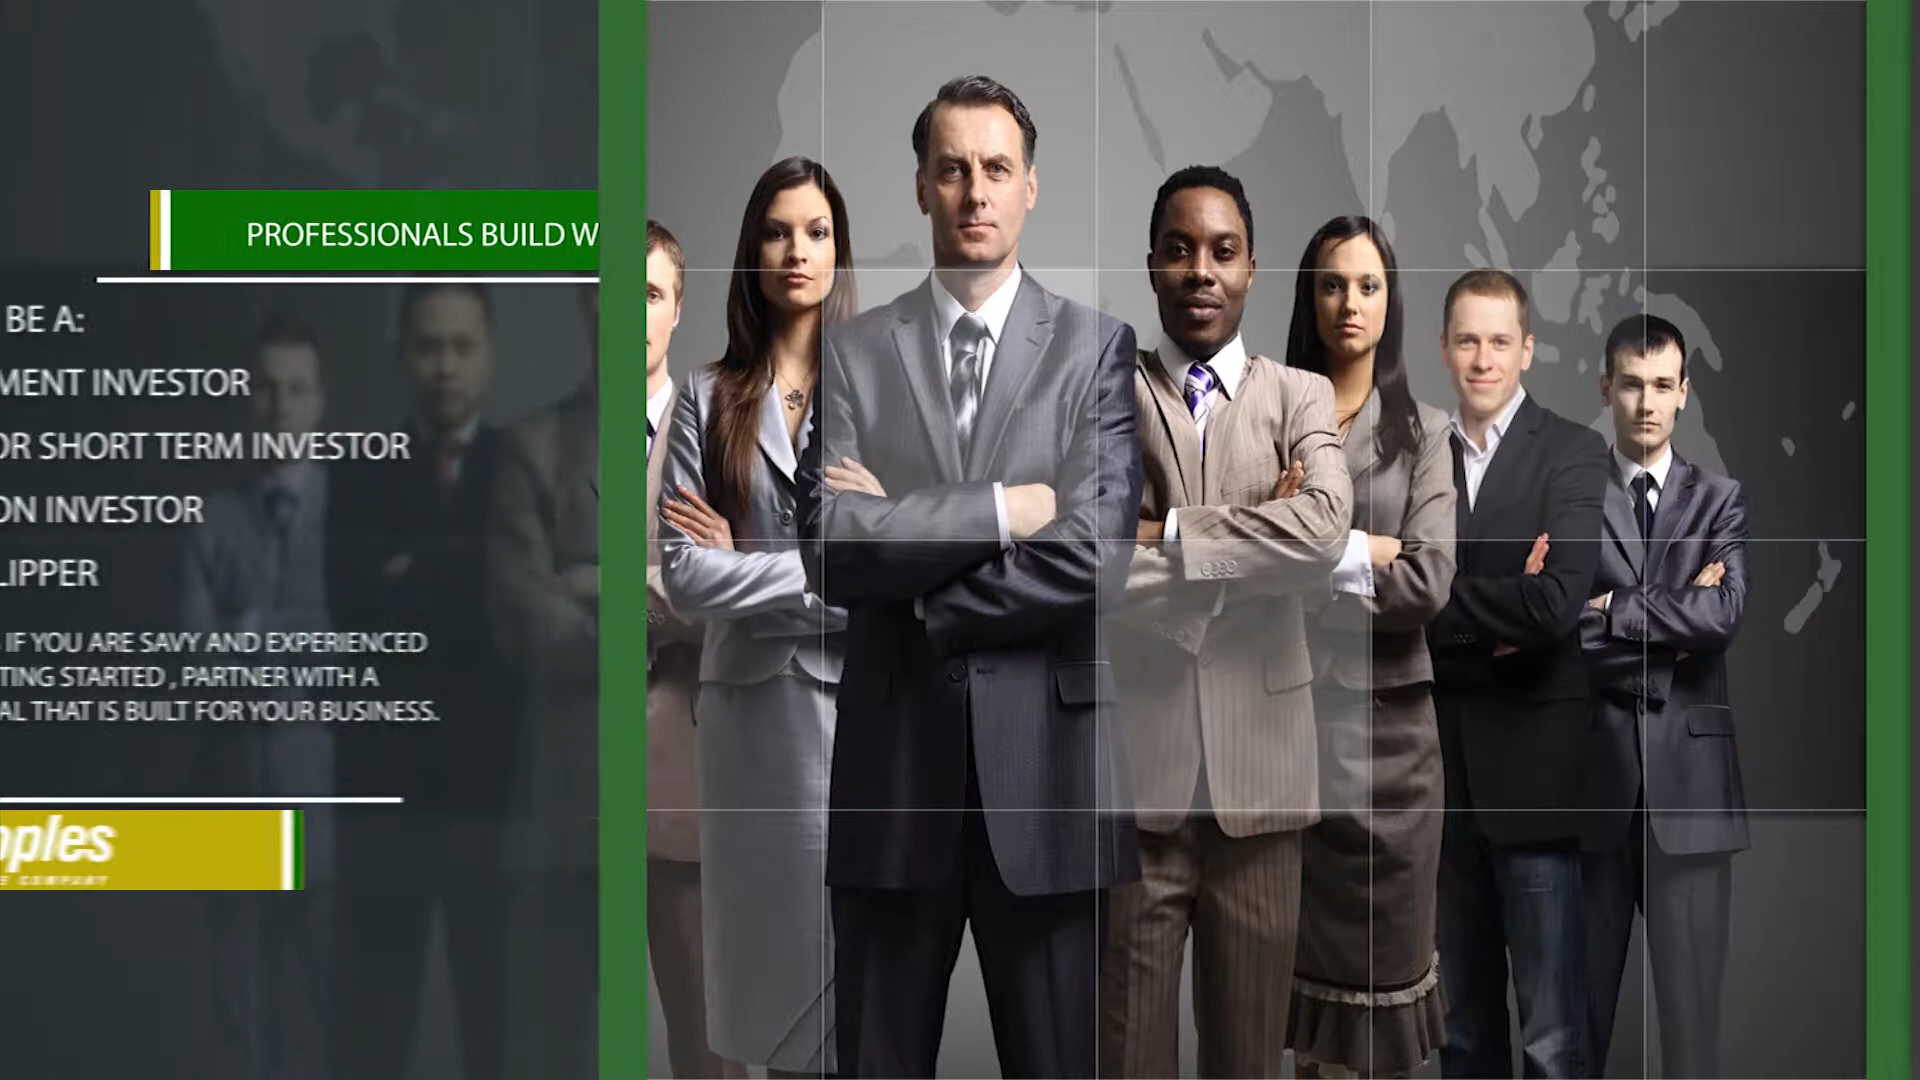 PROFESSIONALS BUILD W
BE A:
MENT INVESTOR
OR SHORT TERM INVESTOR
ON INVESTOR
LIPPER
IF YOU ARE SAVY AND EXPERIENCED
TING STARTED , PARTNER WITH A
AL THAT IS BUILT FOR YOUR BUSINESS.
ples
E COMPANY